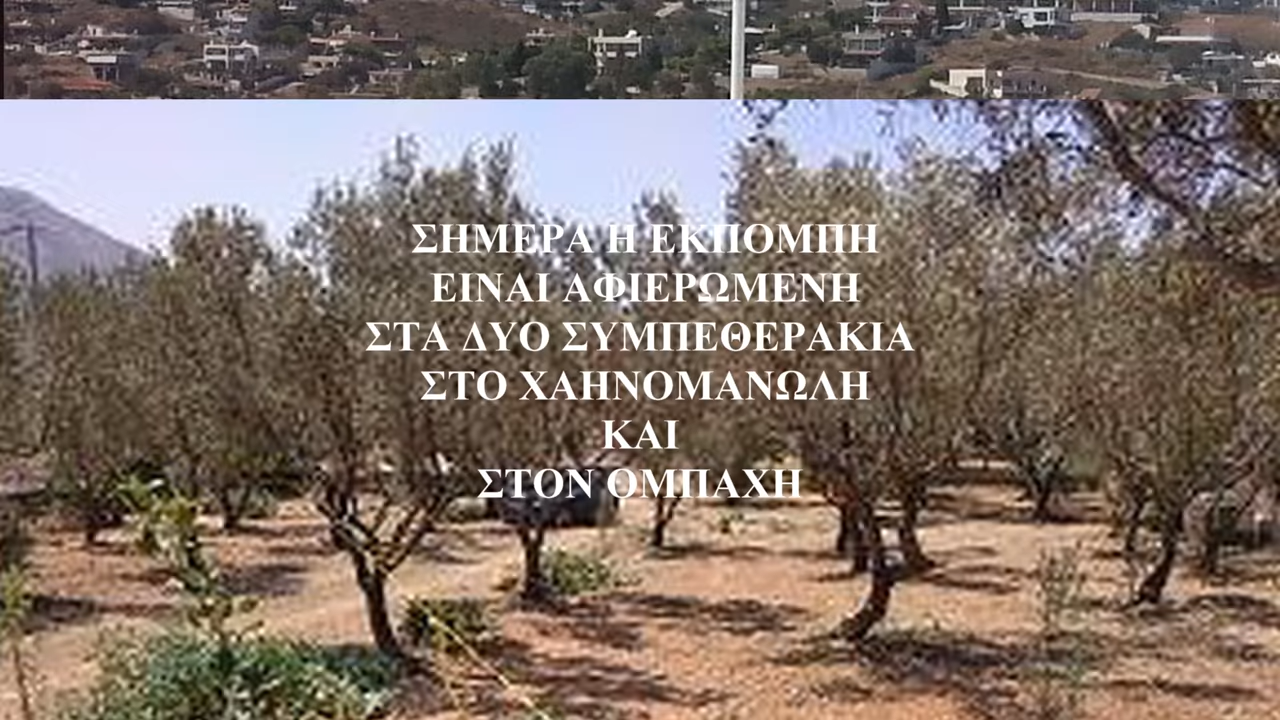 ΣΗΜΕΡΑ Η ΕΚΠΟΜΠΗ
ΕΙΝΑΙ ΑΦΙΕΡΩΜΕΝΗ
ΣΤΑ ΔΥΟ ΣΥΜΠΕΘΕΡΑΚΙΑ
ΣΤΟ ΧΑΗΝΟΜΑΝΩΛΗ
ΚΑΙ
ΣΤΟΝ ΟΜΠΑΧΗ